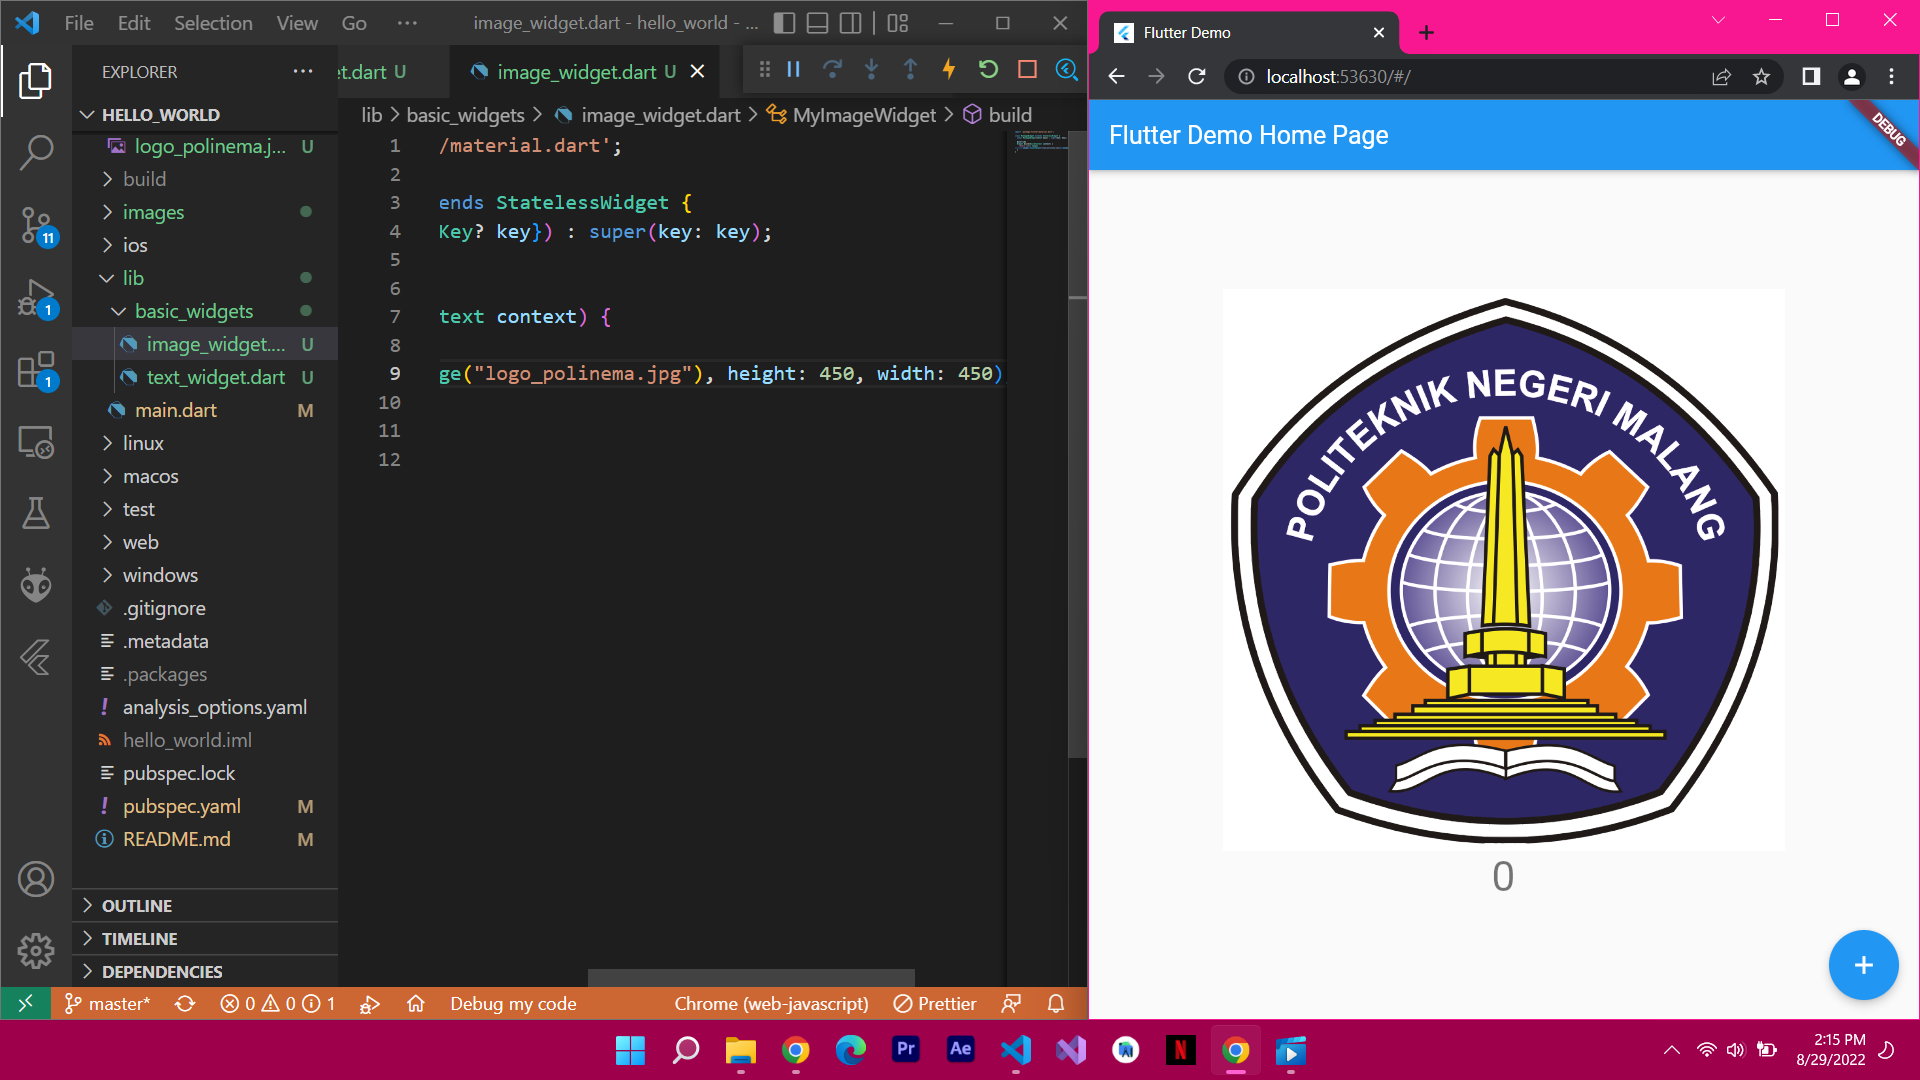 File Edit Selection View Go ··· image_widget.dart - hello_world - ...
EXPLORER ···
et.dart U
image_widget.dart U
HELLO_WORLD
lib > basic_widgets > image_widget.dart > MyImageWidget > build
logo_polinema.j... U
build
images
ios
lib
basic_widgets
image_widget.... U
text_widget.dart U
main.dart M
linux
macos
test
web
windows
.gitignore
.metadata
.packages
analysis_options.yaml
hello_world.iml
pubspec.lock
pubspec.yaml M
README.md M
OUTLINE
TIMELINE
DEPENDENCIES
11
1
1
1 /material.dart';
2
3 ends StatelessWidget {
4 Key? key}) : super(key: key);
5
6
7 text context) {
8
9 ge("logo_polinema.jpg"), height: 450, width: 450)
10
11
12
master* 0 0 1 Debug my code Chrome (web-javascript) Prettier
Flutter Demo
localhost:53630/#/
Flutter Demo Home Page
DEBUG
POLITEKNIK NEGERI MALANG
0
+
Pr Ae N
2:15 PM
8/29/2022